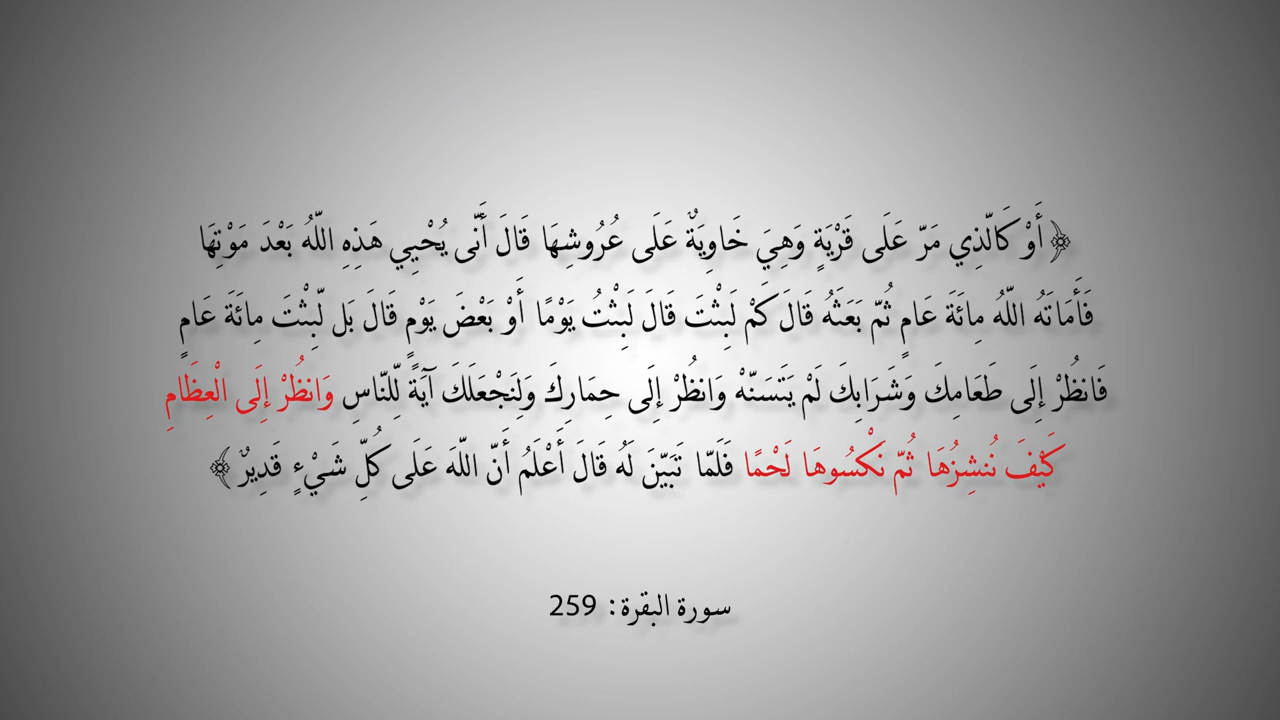 ﴿أَوْ كَالَّذِي مَرَّ عَلَى قَرْيَةٍ وَهِيَ خَاوِيَةٌ عَلَى عُرُوشِهَا قَالَ أَنَّى يُحْيِي هَذِهِ اللَّهُ بَعْدَ مَوْتِهَا
فَأَمَاتَهُ اللَّهُ مِائَةَ عَامٍ ثُمَّ بَعَثَهُ قَالَ كَمْ لَبِثْتَ قَالَ لَبِثْتُ يَوْمًا أَوْ بَعْضَ يَوْمٍ قَالَ بَل لَّبِثْتَ مِائَةَ عَامٍ
فَانظُرْ إِلَى طَعَامِكَ وَشَرَابِكَ لَمْ يَتَسَنَّهْ وَانظُرْ إِلَى حِمَارِكَ وَلِنَجْعَلَكَ آيَةً لِّلنَّاسِ وَانظُرْ إِلَى الْعِظَامِ
كَيْفَ نُنشِزُهَا ثُمَّ نَكْسُوهَا لَحْمًا فَلَمَّا تَبَيَّنَ لَهُ قَالَ أَعْلَمُ أَنَّ اللَّهَ عَلَى كُلِّ شَيْءٍ قَدِيرٌ﴾
سورة البقرة: 259